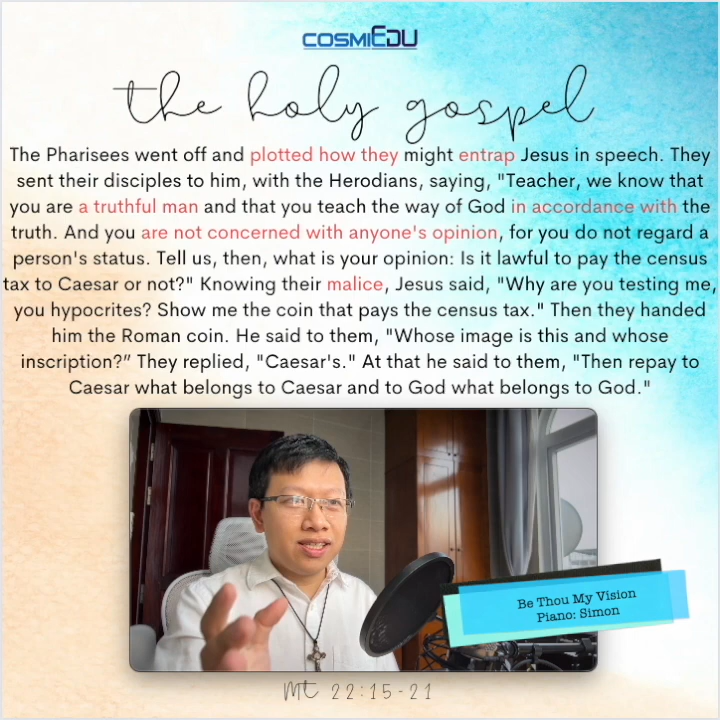 COSMIEDU
the holy gospel
The Pharisees went off and plotted how they might entrap Jesus in speech. They
sent their disciples to him, with the Herodians, saying, "Teacher, we know that
you are a truthful man and that you teach the way of God in accordance with the
truth. And you are not concerned with anyone's opinion, for you do not regard a
person's status. Tell us, then, what is your opinion: Is it lawful to pay the census
tax to Caesar or not?" Knowing their malice, Jesus said, "Why are you testing me,
you hypocrites? Show me the coin that pays the census tax." Then they handed
him the Roman coin. He said to them, "Whose image is this and whose
inscription?” They replied, "Caesar's." At that he said to them, "Then repay to
Caesar what belongs to Caesar and to God what belongs to God."
Be Thou My Vision
Piano: Simon
Mt 22:15-21